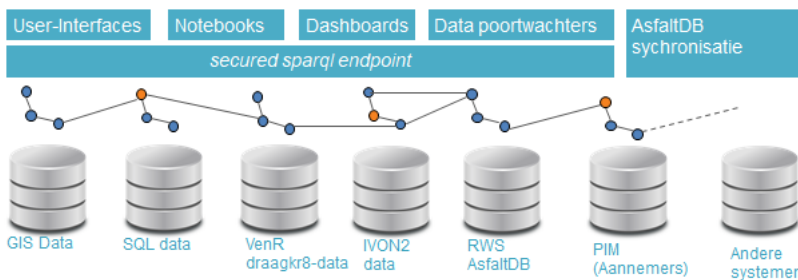 User-Interfaces
Notebooks
Dashboards
Data poortwachters
AsfaltDB
sychronisatie
secured sparql endpoint
GIS Data
SQL data
VenR
draagkr8-data
IVON2
data
RWS
AsfaltDB
PIM
(Aannemers)
Andere
systemen